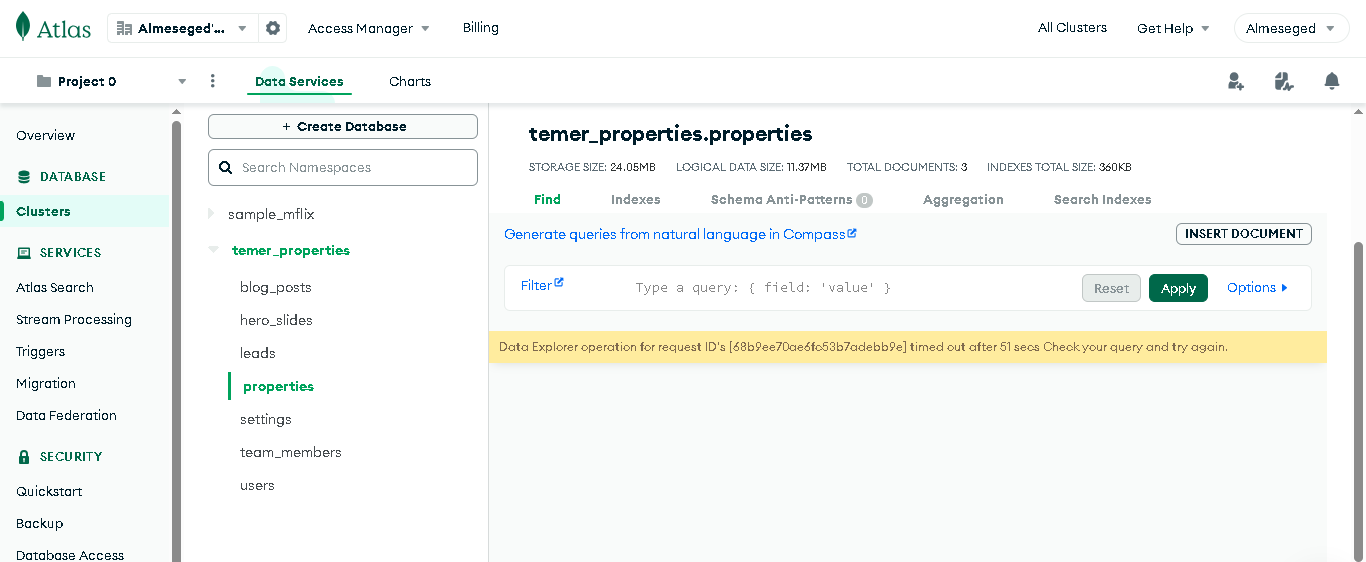 Atlas
Almeseged'...
Access Manager
Billing
All Clusters
Get Help
Almeseged
Project 0
Data Services
Charts
Overview
DATABASE
Clusters
SERVICES
Atlas Search
Stream Processing
Triggers
Migration
Data Federation
SECURITY
Quickstart
Backup
Database Access
+ Create Database
Search Namespaces
sample_mflix
temer_properties
blog_posts
hero_slides
leads
properties
settings
team_members
users
temer_properties.properties
STORAGE SIZE: 24.05MB LOGICAL DATA SIZE: 11.37MB TOTAL DOCUMENTS: 3 INDEXES TOTAL SIZE: 360KB
Find Indexes Schema Anti-Patterns 0 Aggregation Search Indexes
Generate queries from natural language in Compass
INSERT DOCUMENT
Filter
Type a query: { field: 'value' }
Reset
Apply
Options
Data Explorer operation for request ID's [68b9ee70ae6fc53b7adebb9e] timed out after 51 secs Check your query and try again.